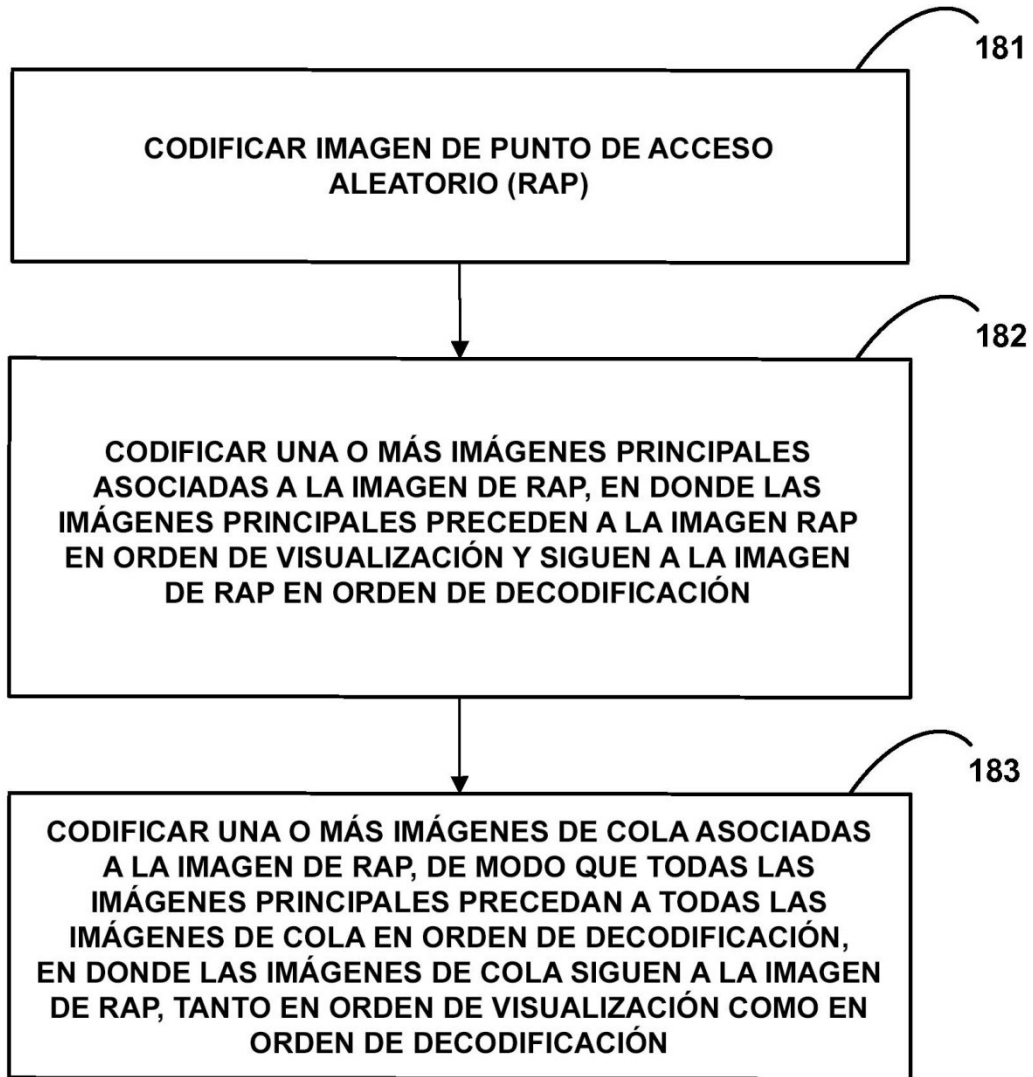 181
CODIFICAR IMAGEN DE PUNTO DE ACCESO
ALEATORIO (RAP)
182
CODIFICAR UNA O MÁS IMÁGENES PRINCIPALES
ASOCIADAS A LA IMAGEN DE RAP, EN DONDE LAS
IMÁGENES PRINCIPALES PRECEDEN A LA IMAGEN RAP
EN ORDEN DE VISUALIZACIÓN Y SIGUEN A LA IMAGEN
DE RAP EN ORDEN DE DECODIFICACIÓN
183
CODIFICAR UNA O MÁS IMÁGENES DE COLA ASOCIADAS
A LA IMAGEN DE RAP, DE MODO QUE TODAS LAS
IMÁGENES PRINCIPALES PRECEDAN A TODAS LAS
IMÁGENES DE COLA EN ORDEN DE DECODIFICACIÓN,
EN DONDE LAS IMÁGENES DE COLA SIGUEN A LA IMAGEN
DE RAP, TANTO EN ORDEN DE VISUALIZACIÓN COMO EN
ORDEN DE DECODIFICACIÓN